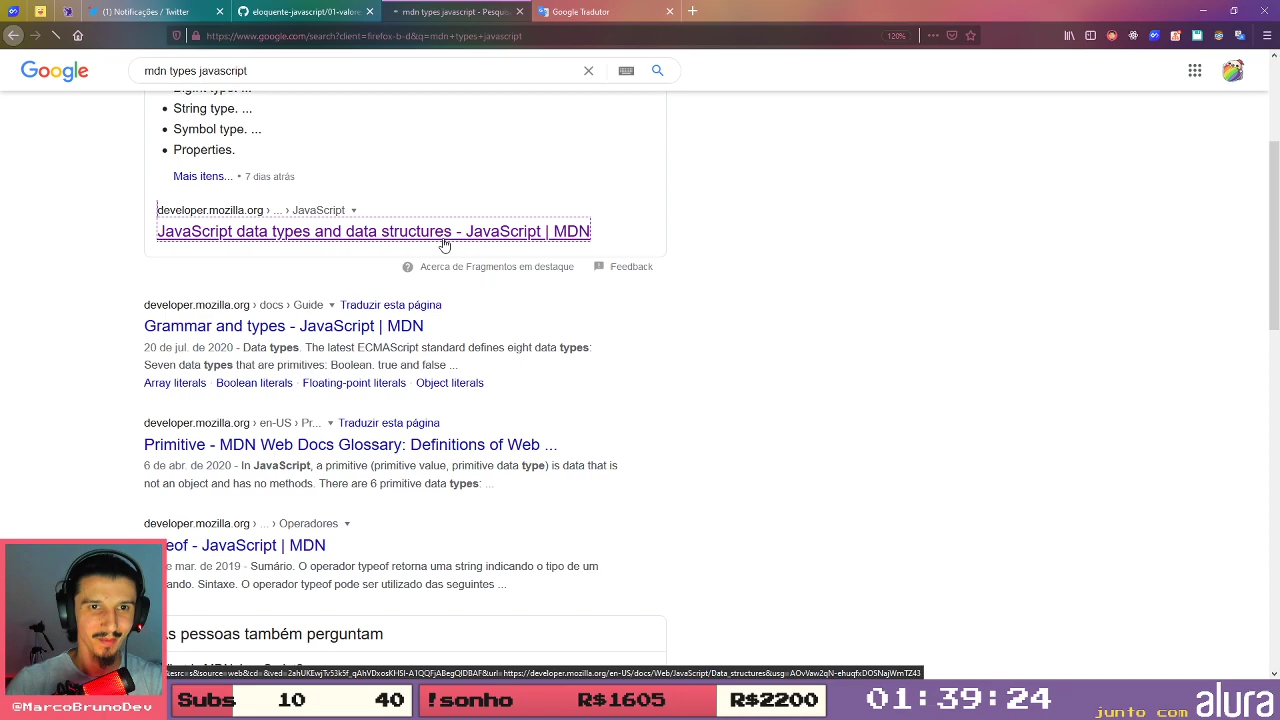 (1) Notificações / Twitter
eloquente-javascript/01-valores
mdn types javascript - Pesquisa
Google Tradutor
https://www.google.com/search?client=firefox-b-d&q=mdn+types+javascript
120%
Google
mdn types javascript
String type. ...
Symbol type. ...
Properties.
Mais itens... • 7 dias atrás
developer.mozilla.org › ... › JavaScript
JavaScript data types and data structures - JavaScript | MDN
Acerca de Fragmentos em destaque
Feedback
developer.mozilla.org › docs › Guide
Traduzir esta página
Grammar and types - JavaScript | MDN
20 de jul. de 2020 - Data types. The latest ECMAScript standard defines eight data types:
Seven data types that are primitives: Boolean. true and false ...
Array literals · Boolean literals · Floating-point literals · Object literals
developer.mozilla.org › en-US › Pr...
Traduzir esta página
Primitive - MDN Web Docs Glossary: Definitions of Web ...
6 de abr. de 2020 - In JavaScript, a primitive (primitive value, primitive data type) is data that is
not an object and has no methods. There are 6 primitive data types: ...
developer.mozilla.org › ... › Operadores
eof - JavaScript | MDN
mar. de 2019 - Sumário. O operador typeof retorna uma string indicando o tipo de um
ando. Sintaxe. O operador typeof pode ser utilizado das seguintes ...
s pessoas também perguntam
@MarcoBrunoDev
Subs 10 40
!sonho R$1605 R$2200
01:39:24
junto com alura